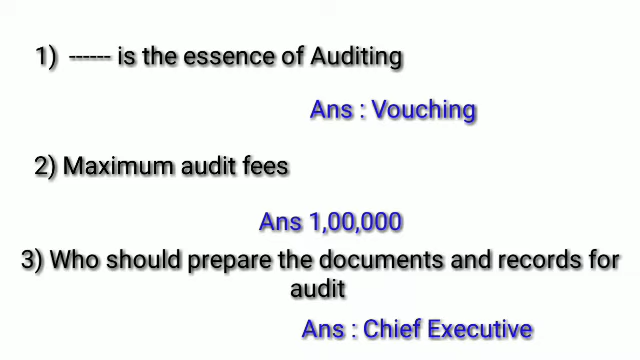 1) ------ is the essence of Auditing
Ans : Vouching
2) Maximum audit fees
Ans 1,00,000
3) Who should prepare the documents and records for
audit
Ans : Chief Executive